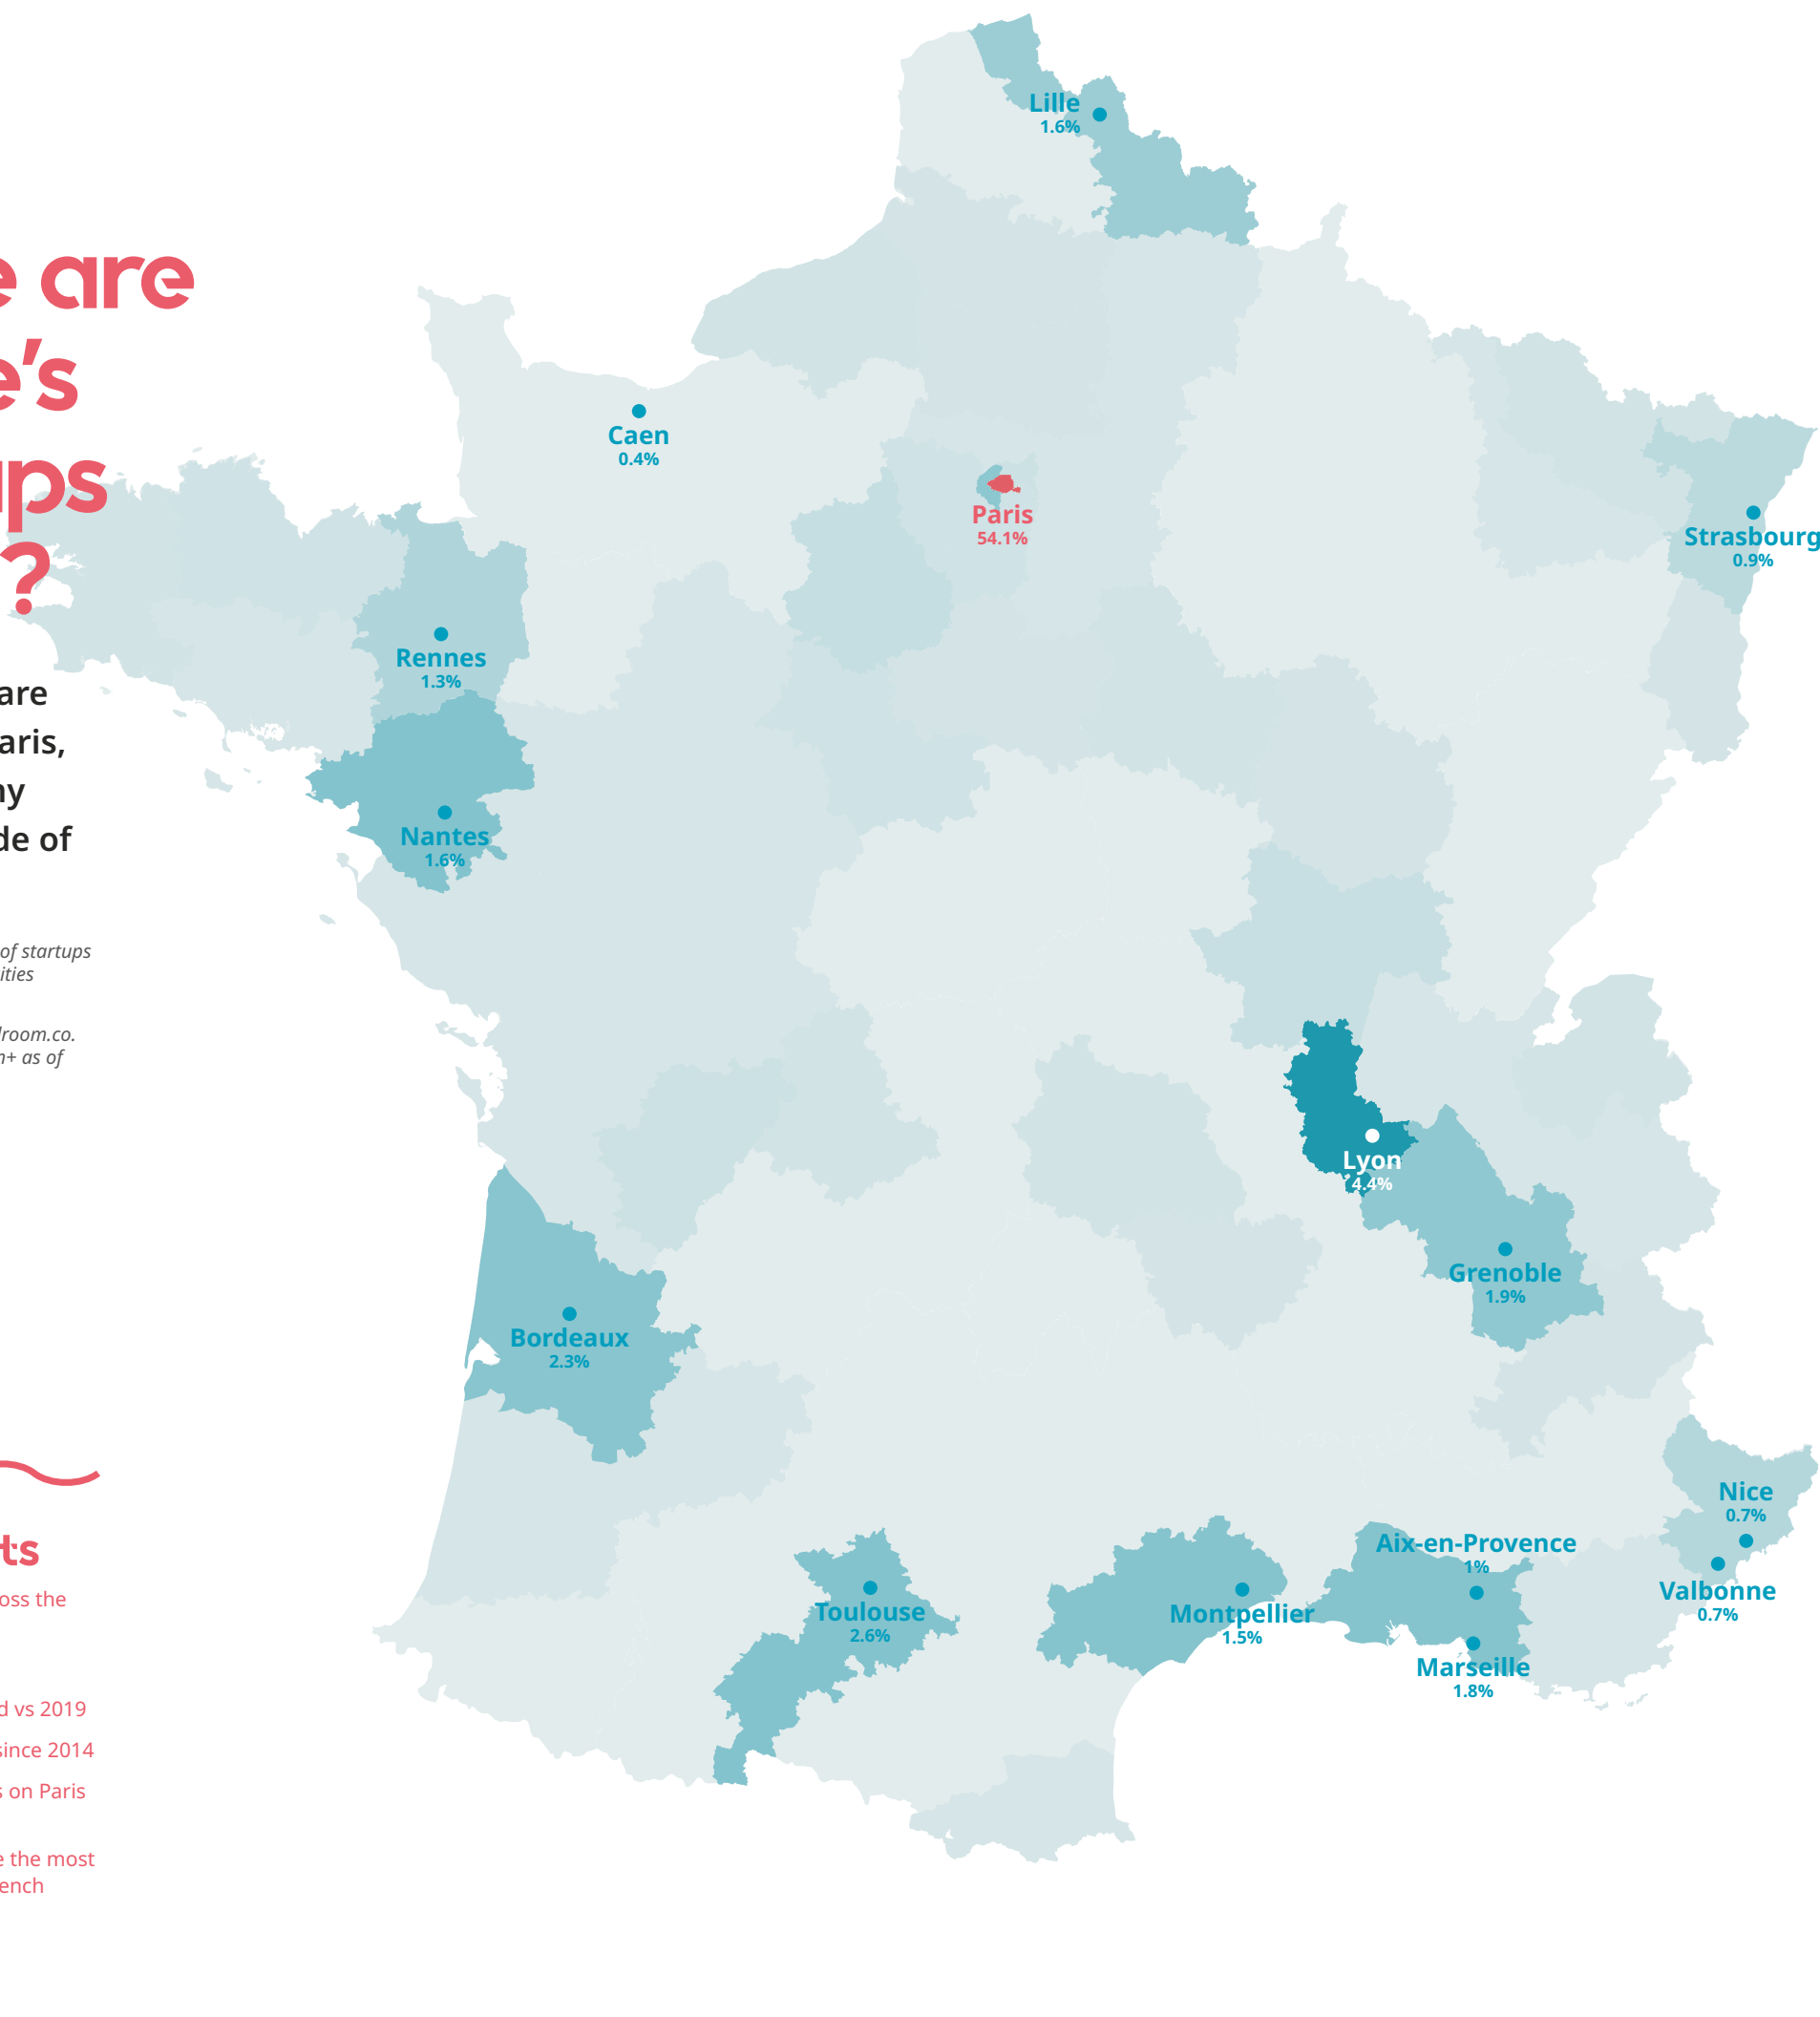 e are
e's
ups
?
are
aris,
ny
de of
of startups
ities
lroom.co.
n+ as of
ts
oss the
d vs 2019
since 2014
s on Paris
e the most
ench
Lille
1.6%
Caen
0.4%
Paris
54.1%
Strasbourg
0.9%
Rennes
1.3%
Nantes
1.6%
Lyon
4.4%
Grenoble
1.9%
Bordeaux
2.3%
Nice
0.7%
Aix-en-Provence
1%
Valbonne
0.7%
Toulouse
2.6%
Montpellier
1.5%
Marseille
1.8%